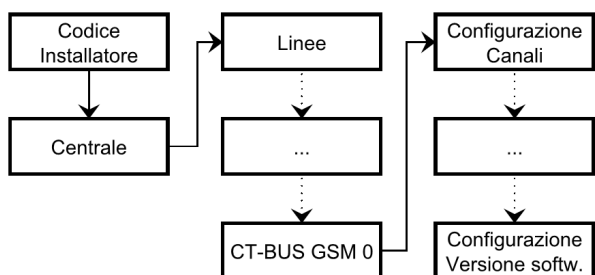 Codice
Installatore
Centrale
Linee
...
CT-BUS GSM 0
Configurazione
Canali
...
Configurazione
Versione softw.